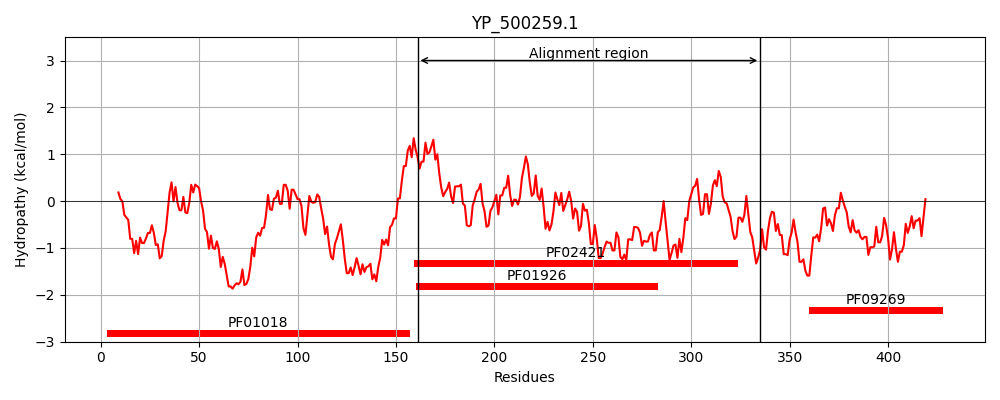 YP_500259.1
Alignment region
3
2
1
0
−1
−2
−3
Hydropathy (kcal/mol)
PF02421
PF01926
PF09269
PF01018
0
50
100
150
200
250
300
350
400
Residues